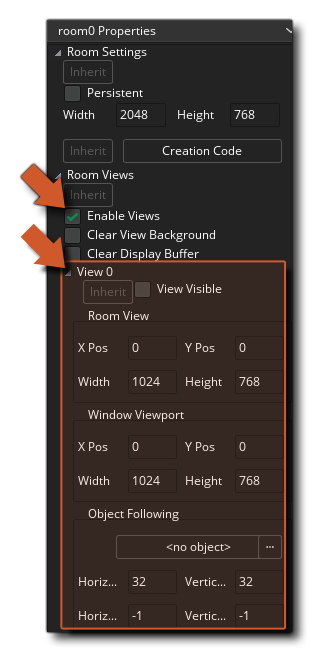 room0 Properties
Room Settings
Inherit
Persistent
Width 2048 Height 768
Inherit Creation Code
Room Views
Inherit
Enable Views
Clear View Background
Clear Display Buffer
View 0
Inherit View Visible
Room View
X Pos 0 Y Pos 0
Width 1024 Height 768
Window Viewport
X Pos 0 Y Pos 0
Width 1024 Height 768
Object Following
<no object> ...
Horiz... 32 Vertic... 32
Horiz... -1 Vertic... -1